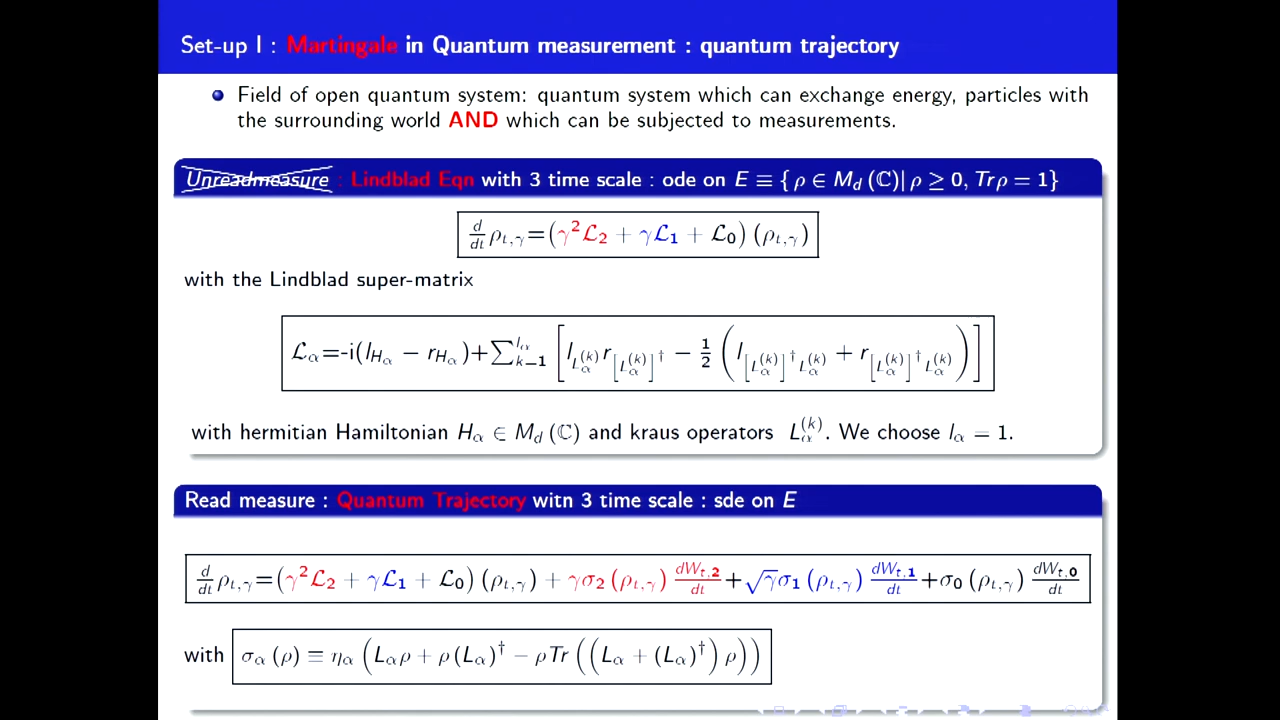 Set-up I : Martingale in Quantum measurement : quantum trajectory
Field of open quantum system: quantum system which can exchange energy, particles with
the surrounding world AND which can be subjected to measurements.
Unreadmeasure : Lindblad Eqn with 3 time scale : ode on E ≡ { ρ ∈ M_d (ℂ)| ρ ≥ 0, Tr ρ = 1}
d/dt ρ_{t,γ}=(γ²ℒ₂ + γℒ₁ + ℒ₀) (ρ_{t,γ})
with the Lindblad super-matrix
ℒ_α=-i(l_{H_α} − r_{H_α})+∑_{k=1}^{l_α} [ l_{L_α^{(k)}} r_{[L_α^{(k)}]^†} − 1/2 ( l_{[L_α^{(k)}]^† L_α^{(k)}} + r_{[L_α^{(k)}]^† L_α^{(k)}} ) ]
with hermitian Hamiltonian H_α ∈ M_d (ℂ) and kraus operators L_α^{(k)}. We choose l_α = 1.
Read measure : Quantum Trajectory with 3 time scale : sde on E
d/dt ρ_{t,γ}=(γ²ℒ₂ + γℒ₁ + ℒ₀) (ρ_{t,γ}) + γσ₂ (ρ_{t,γ}) dW_{t,2}/dt+√γσ₁ (ρ_{t,γ}) dW_{t,1}/dt+σ₀ (ρ_{t,γ}) dW_{t,0}/dt
with σ_α (ρ) ≡ η_α (L_α ρ + ρ (L_α)^† − ρTr ((L_α + (L_α)^†) ρ))